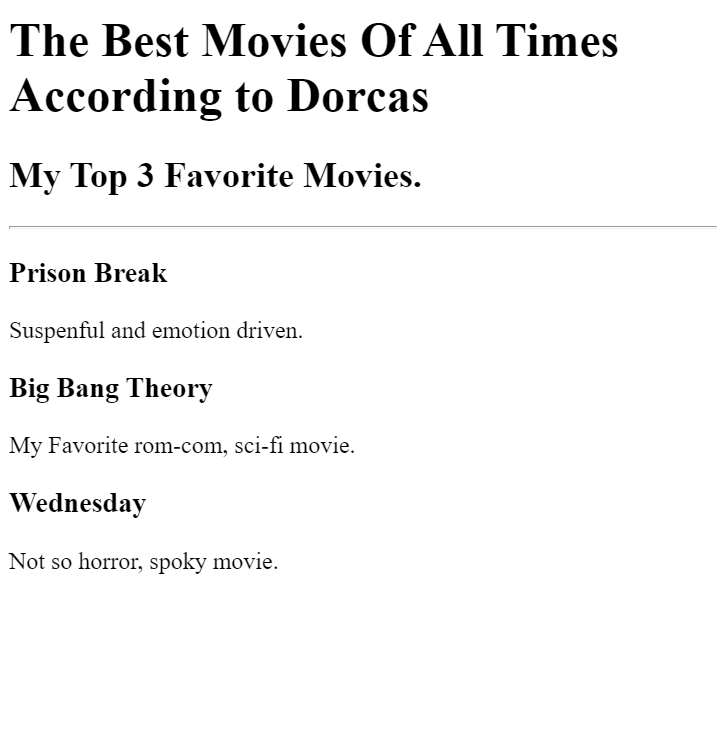 The Best Movies Of All Times
According to Dorcas
My Top 3 Favorite Movies.
Prison Break
Suspenful and emotion driven.
Big Bang Theory
My Favorite rom-com, sci-fi movie.
Wednesday
Not so horror, spoky movie.